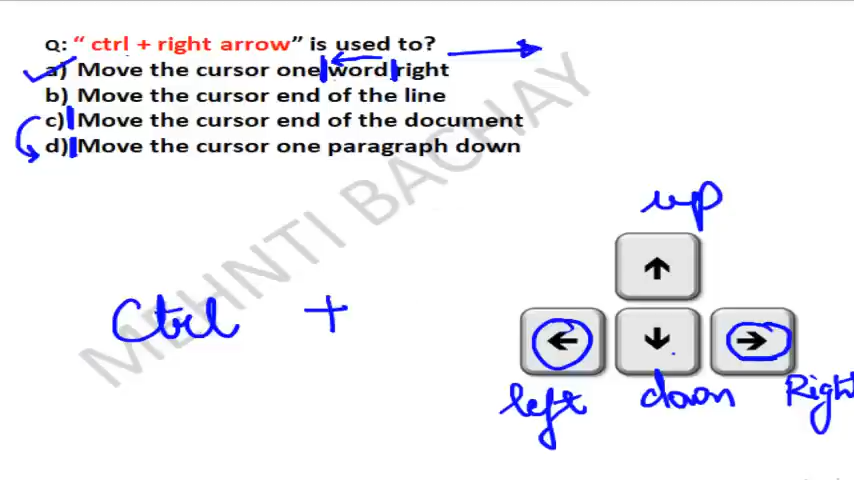 Q: “ ctrl + right arrow” is used to?
a) Move the cursor one word right
b) Move the cursor end of the line
c) Move the cursor end of the document
d) Move the cursor one paragraph down
MEHNTI BACHAY
up
Ctrl +
left down Right